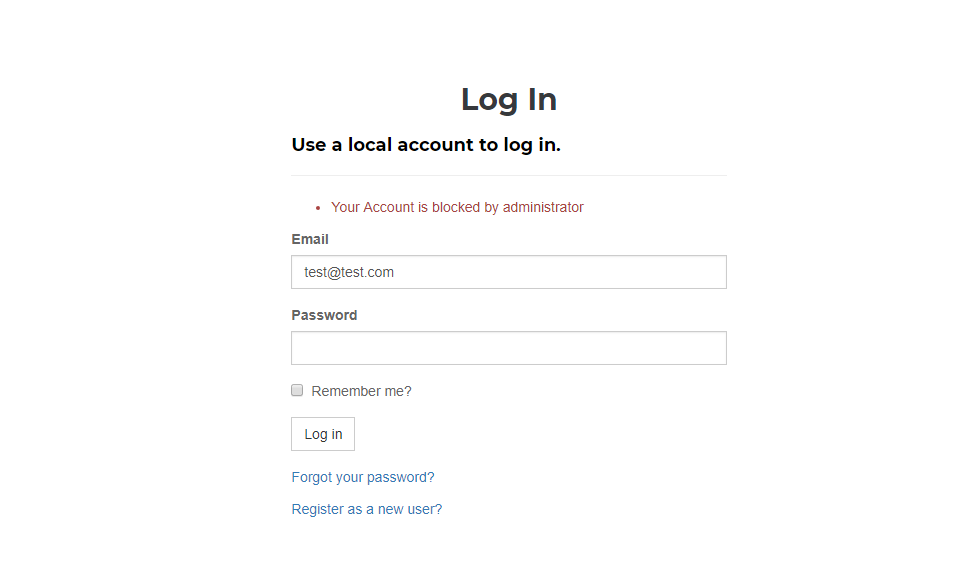 Log In
Use a local account to log in.
Your Account is blocked by administrator
Email
test@test.com
Password
Remember me?
Log in
Forgot your password?
Register as a new user?